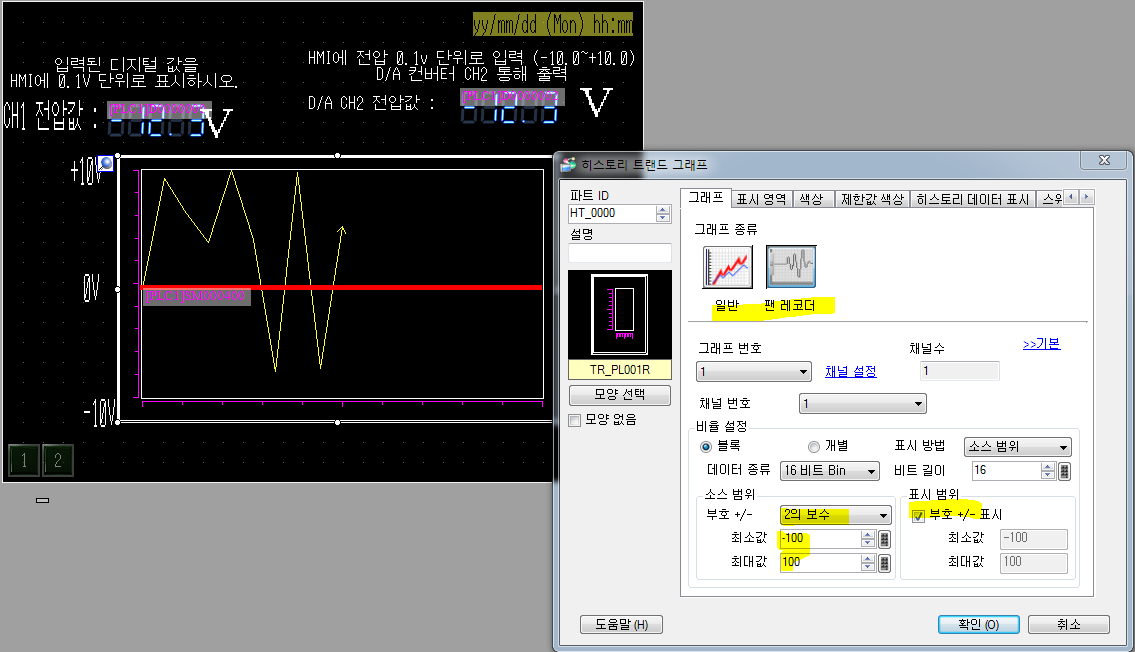 yy/mm/dd (Mon) hh:mm
입력된 디지털 값을
HMI에 0.1V 단위로 표시하시오.
HMI에 전압 0.1v 단위로 입력 (-10.0~+10.0)
D/A 컨버터 CH2 통해 출력
CH1 전압값 :
V
D/A CH2 전압값 :
V
+10V
0V
-10V
1
2
히스토리 트랜드 그래프
파트 ID
HT_0000
설명
TR_PL001R
모양 선택
모양 없음
그래프
표시 영역
색상
제한값 색상
히스토리 데이터 표시
그래프 종류
일반
팬 레코더
그래프 번호
채널수
>>기본
1
채널 설정
1
채널 번호
1
비율 설정
블록
개별
표시 방법
소스 범위
데이터 종류
16 비트 Bin
비트 길이
16
소스 범위
표시 범위
부호 +/-
2의 보수
부호 +/- 표시
최소값
-100
최소값
-100
최대값
100
최대값
100
도움말 (H)
확인 (O)
취소